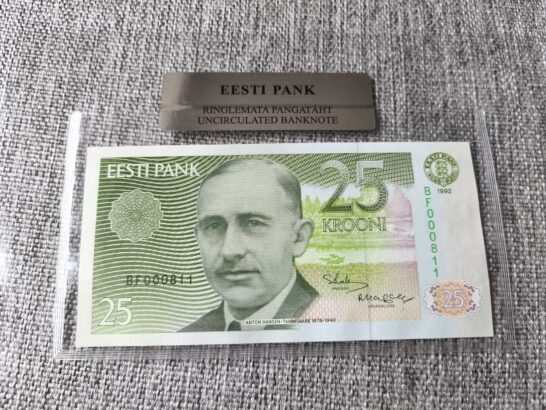 EESTI PANK
RINGLEMATA PANGATÄHT
UNCIRCULATED BANKNOTE
EESTI PANK
25
KROONI
1992
BF000811
BF000811
25
25
ANTON HANSEN-TAMMSAARE 1878-1940